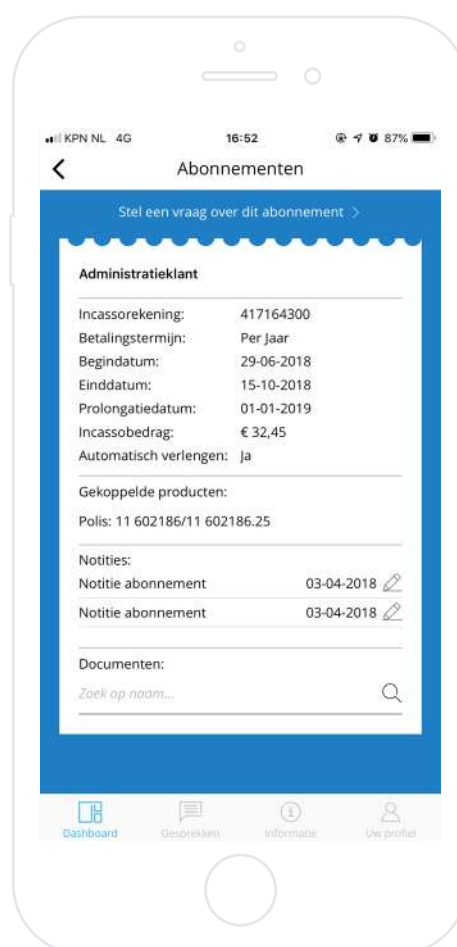 KPN NL 4G 16:52 87%
Abonnementen
Stel een vraag over dit abonnement >
Administratieklant
Incassorekening: 417164300
Betalingstermijn: Per Jaar
Begindatum: 29-06-2018
Einddatum: 15-10-2018
Prolongatiedatum: 01-01-2019
Incassobedrag: € 32,45
Automatisch verlengen: Ja
Gekoppelde producten:
Polis: 11 602186/11 602186.25
Notities:
Notitie abonnement 03-04-2018
Notitie abonnement 03-04-2018
Documenten:
Zoek op naam...
Dashboard Gesprekken Informatie Uw profiel